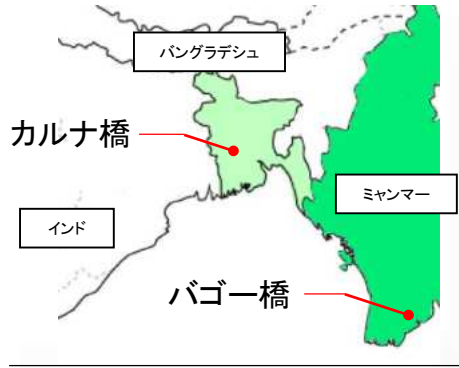 バングラデシュ
カルナ橋
ミャンマー
インド
バゴー橋